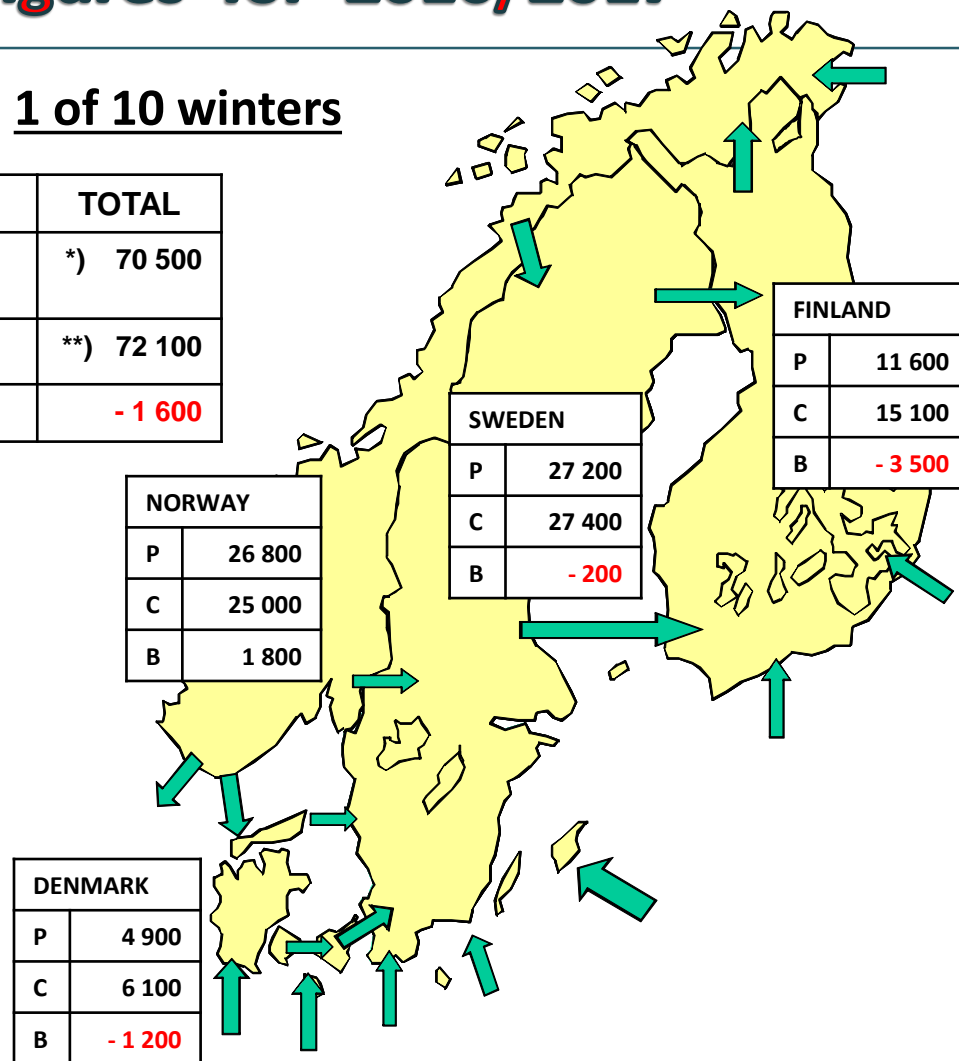 for
1 of 10 winters
TOTAL
*) 70 500
**) 72 100
- 1 600
FINLAND
P 11 600
C 15 100
B - 3 500
SWEDEN
P 27 200
C 27 400
B - 200
NORWAY
P 26 800
C 25 000
B 1 800
DENMARK
P 4 900
C 6 100
B - 1 200